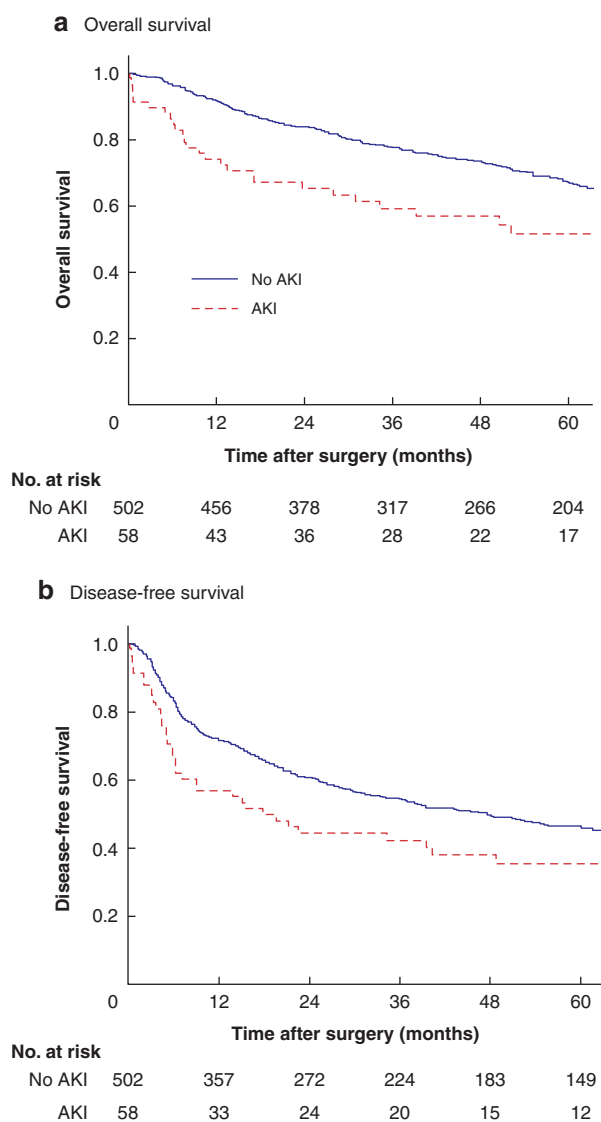 a Overall survival
1.0
0.8
0.6
0.4
0.2
Overall survival
No AKI
AKI
0 12 24 36 48 60
Time after surgery (months)
No. at risk
No AKI 502 456 378 317 266 204
AKI 58 43 36 28 22 17
b Disease-free survival
1.0
0.8
0.6
0.4
0.2
Disease-free survival
0 12 24 36 48 60
Time after surgery (months)
No. at risk
No AKI 502 357 272 224 183 149
AKI 58 33 24 20 15 12